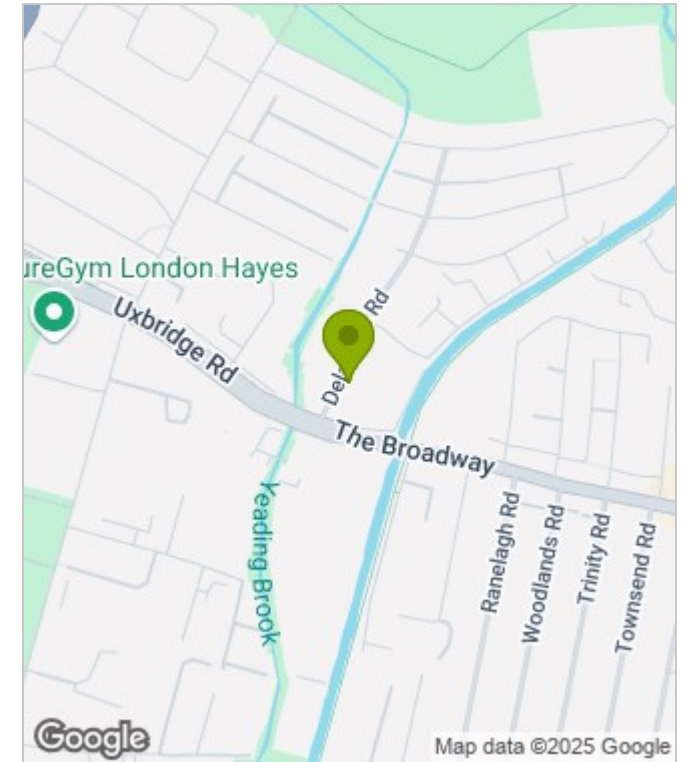 ureGym London Hayes
Uxbridge Rd
Rd
The Broadway
Yeading Brook
Ranelagh Rd
Woodlands Rd
Trinity Rd
Townsend Rd
Google
Map data ©2025 Google